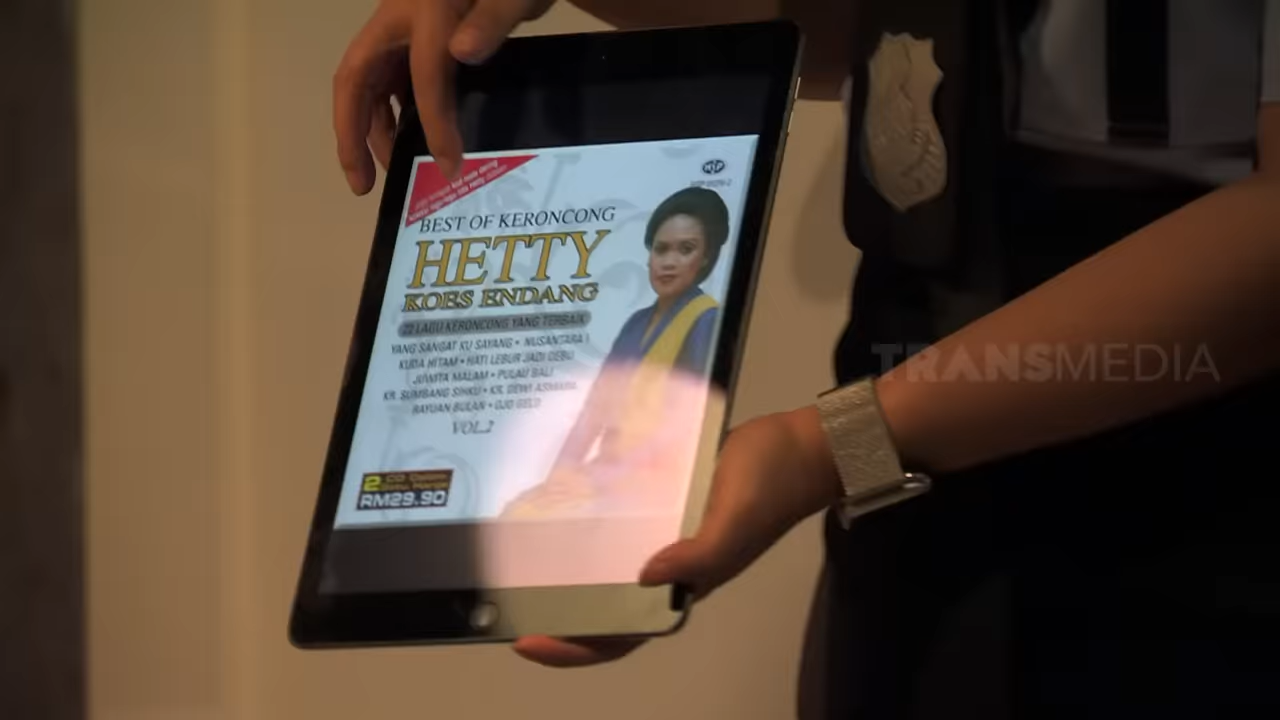 BEST OF KERONCONG
HETTY
KOES ENDANG
22 LAGU KERONCONG YANG TERBAIK
YANG SANGAT KU SAYANG • NUSANTARA I
KUDA HITAM • HATI LEBUR JADI DEBU
JUWITA MALAM • PULAU BALI
KR. SUMBANG SIHKU • KR. DEWI ASMARA
RAYUAN BULAN • OJO GELO
VOL.2
2 CD
RM29.90
TRANSMEDIA